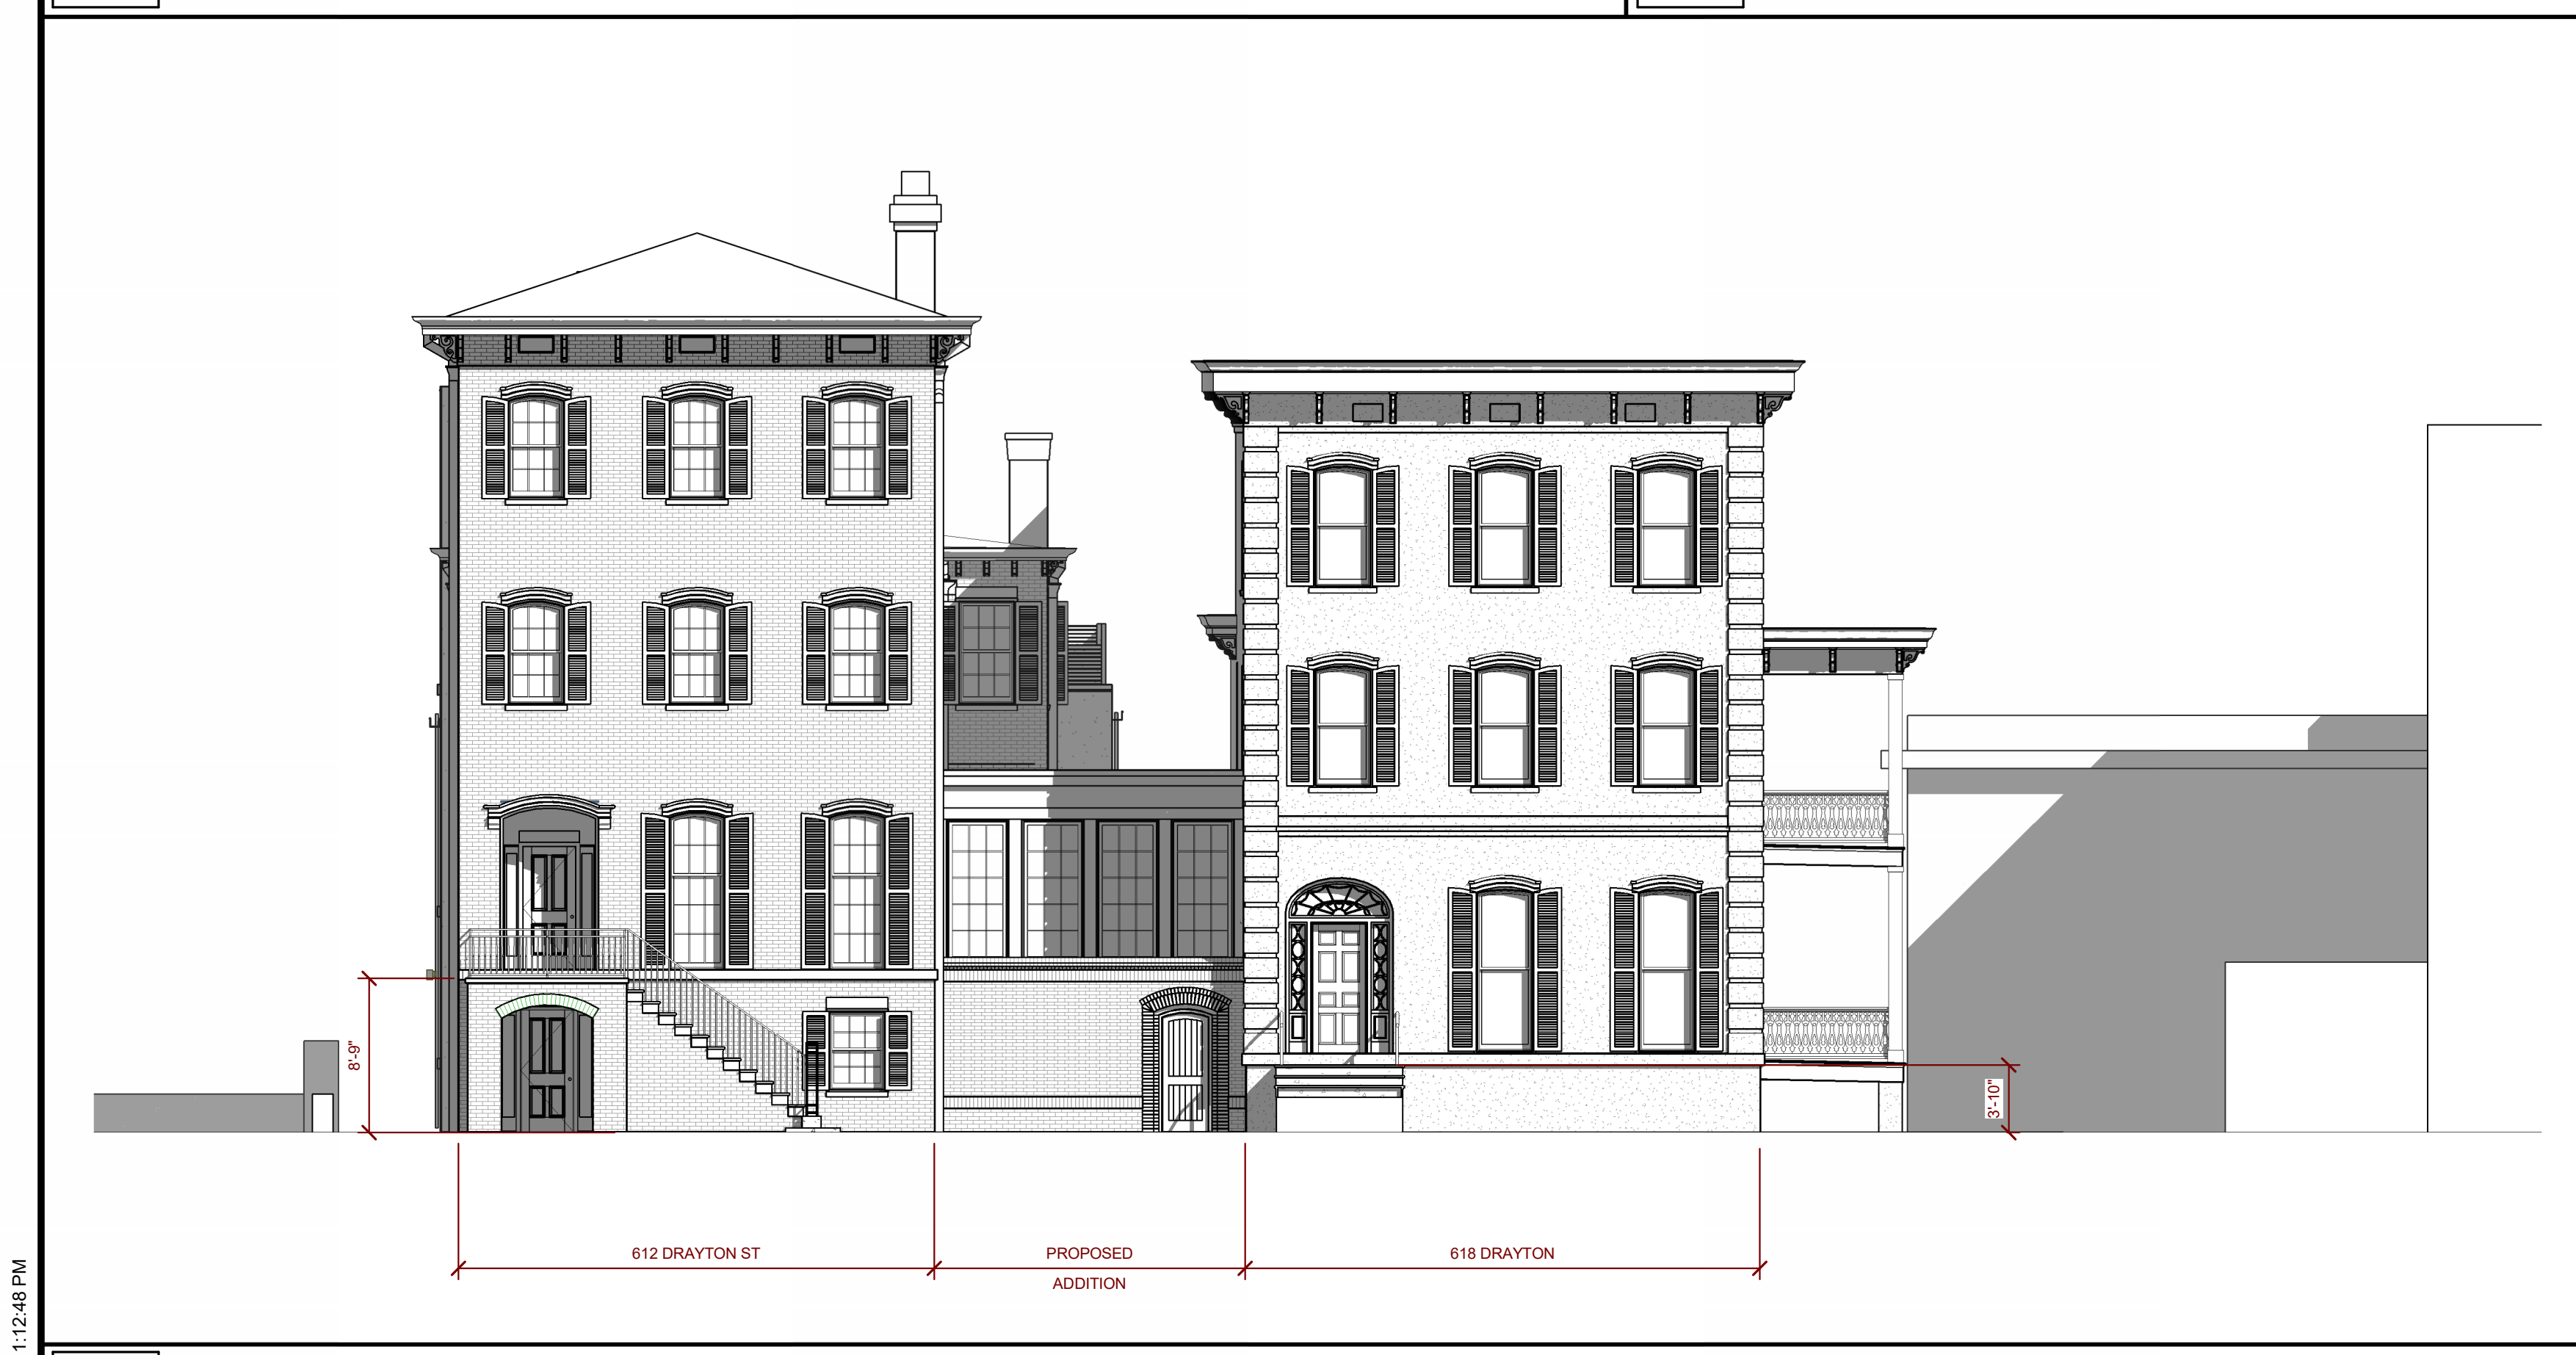 8'-9"
3'-10"
612 DRAYTON ST
PROPOSED
ADDITION
618 DRAYTON
1:12:48 PM